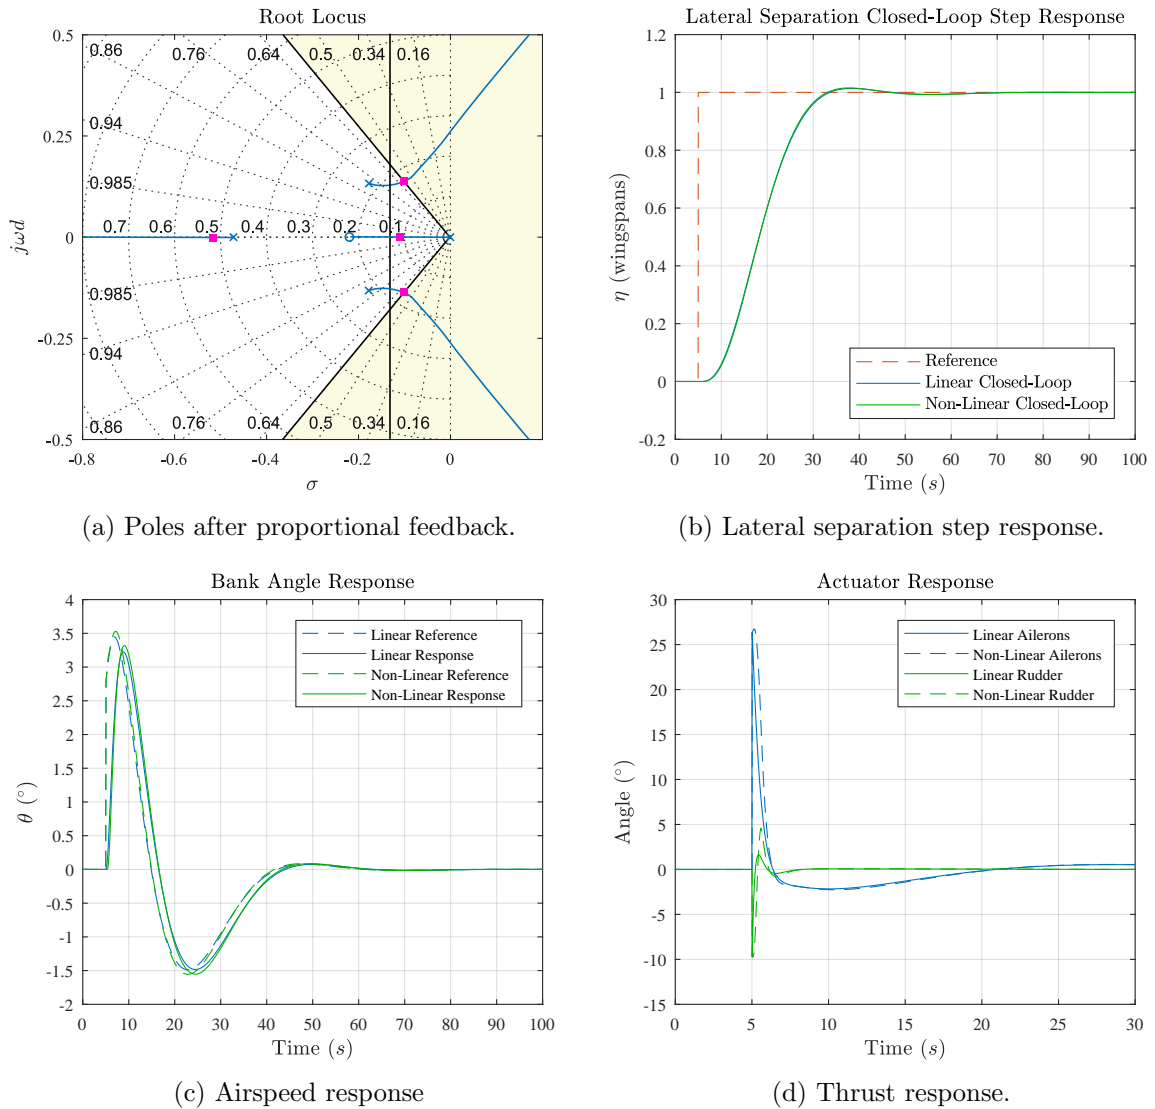 Root Locus
0.5
0.25
0
-0.25
-0.5
jωd
0.86 0.76 0.64 0.5 0.34 0.16
0.94
0.985
0.7 0.6 0.5 0.4 0.3 0.2 0.1
0.985
0.94
0.86 0.76 0.64 0.5 0.34 0.16
-0.8 -0.6 -0.4 -0.2 0
σ
(a) Poles after proportional feedback.
Lateral Separation Closed-Loop Step Response
1.2
1
0.8
0.6
0.4
0.2
0
-0.2
η (wingspans)
Reference
Linear Closed-Loop
Non-Linear Closed-Loop
0 10 20 30 40 50 60 70 80 90 100
Time (s)
(b) Lateral separation step response.
Bank Angle Response
4
3.5
3
2.5
2
1.5
1
0.5
0
-0.5
-1
-1.5
-2
θ (°)
Linear Reference
Linear Response
Non-Linear Reference
Non-Linear Response
0 10 20 30 40 50 60 70 80 90 100
Time (s)
(c) Airspeed response
Actuator Response
30
25
20
15
10
5
0
-5
-10
-15
Angle (°)
Linear Ailerons
Non-Linear Ailerons
Linear Rudder
Non-Linear Rudder
0 5 10 15 20 25 30
Time (s)
(d) Thrust response.